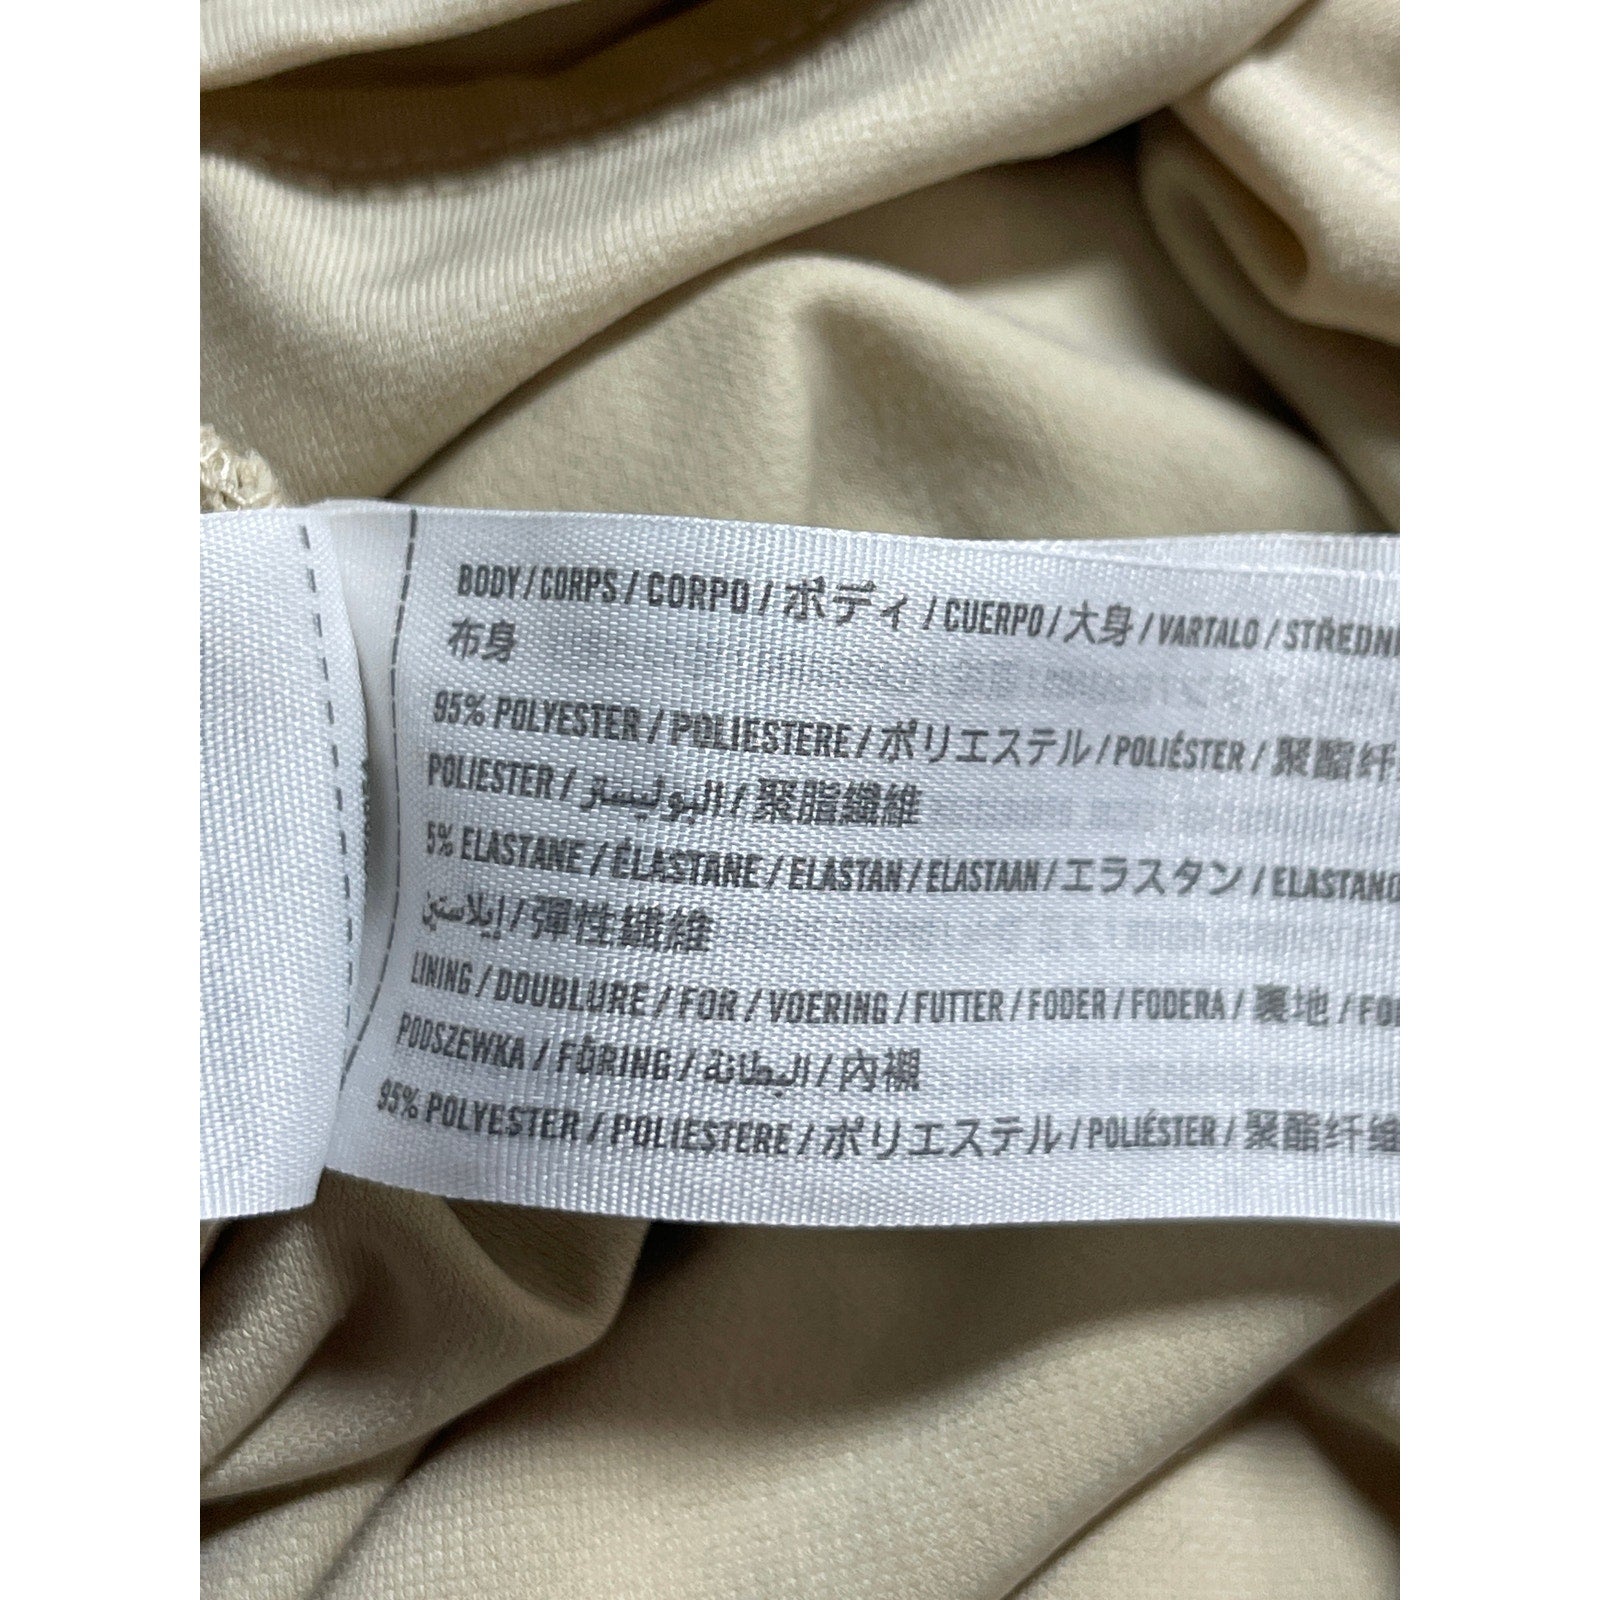 BODY / CORPS / CORPO / ボディ / CUERPO / 大身 / VARTALO / STŘEDNI
布身
95% POLYESTER / POLIESTERE / ポリエステル / POLIÉSTER / 聚酯纤
POLIESTER / البوليستر / 聚脂纖維
5% ELASTANE / ÉLASTANE / ELASTAN / ELASTAAN / エラスタン / ELASTANO
إيلاستين / 彈性纖維
LINING / DOUBLURE / FOR / VOERING / FUTTER / FODER / FODERA / 裏地 /
PODSZEWKA / FÓRING / البطانة / 內襯
95% POLYESTER / POLIESTERE / ポリエステル / POLIÉSTER / 聚酯纤维